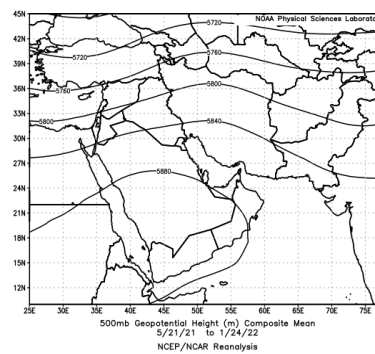 NOAA Physical Sciences Laborato
45N
42N
39N
36N
33N
30N
27N
24N
21N
18N
15N
12N
5720
5720
5760
5760
5800
5800
5840
5880
25E 30E 35E 40E 45E 50E 55E 60E 65E 70E 75E
500mb Geopotential Height (m) Composite Mean
5/21/21 to 1/24/22
NCEP/NCAR Reanalysis